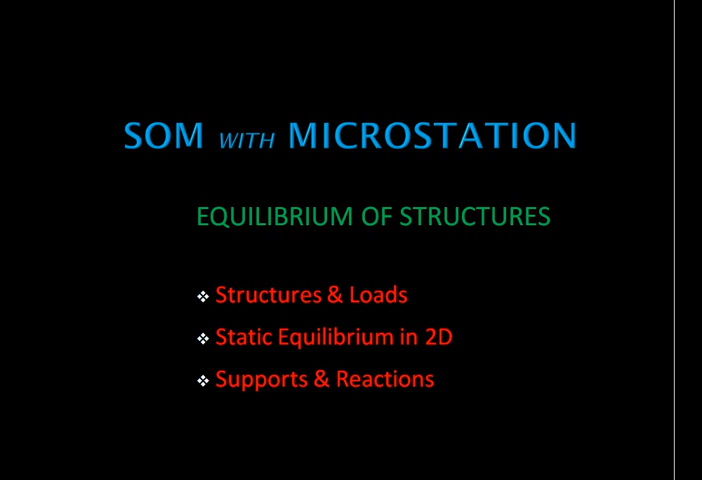 SOM WITH MICROSTATION
EQUILIBRIUM OF STRUCTURES
❖ Structures & Loads
❖ Static Equilibrium in 2D
❖ Supports & Reactions